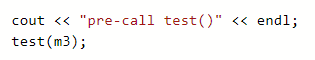 cout << "pre-call test()" << endl;
test(m3);